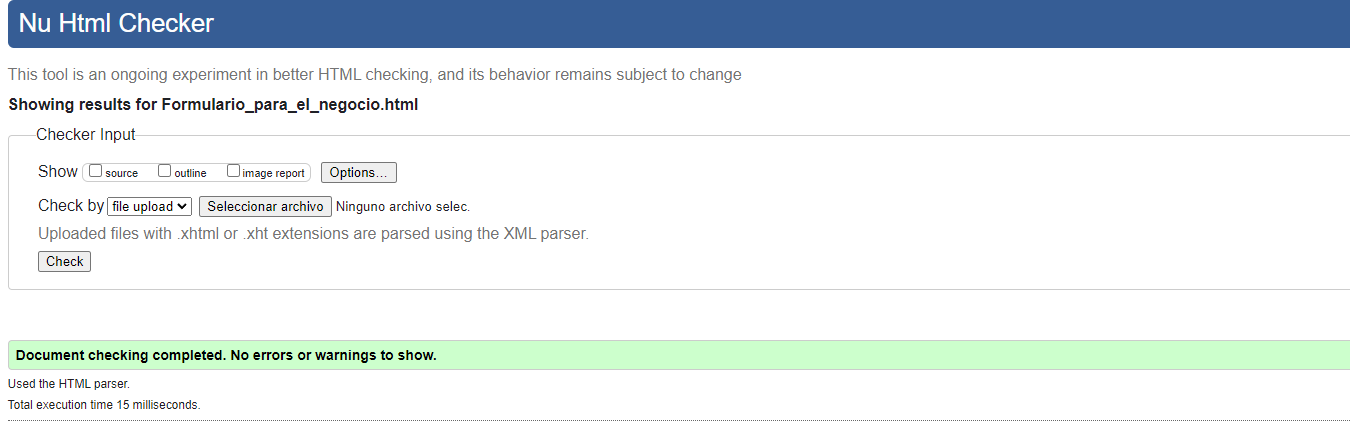 Nu Html Checker
This tool is an ongoing experiment in better HTML checking, and its behavior remains subject to change
Showing results for Formulario_para_el_negocio.html
Checker Input
Show source outline image report Options...
Check by file upload Seleccionar archivo Ninguno archivo selec.
Uploaded files with .xhtml or .xht extensions are parsed using the XML parser.
Check
Document checking completed. No errors or warnings to show.
Used the HTML parser.
Total execution time 15 milliseconds.